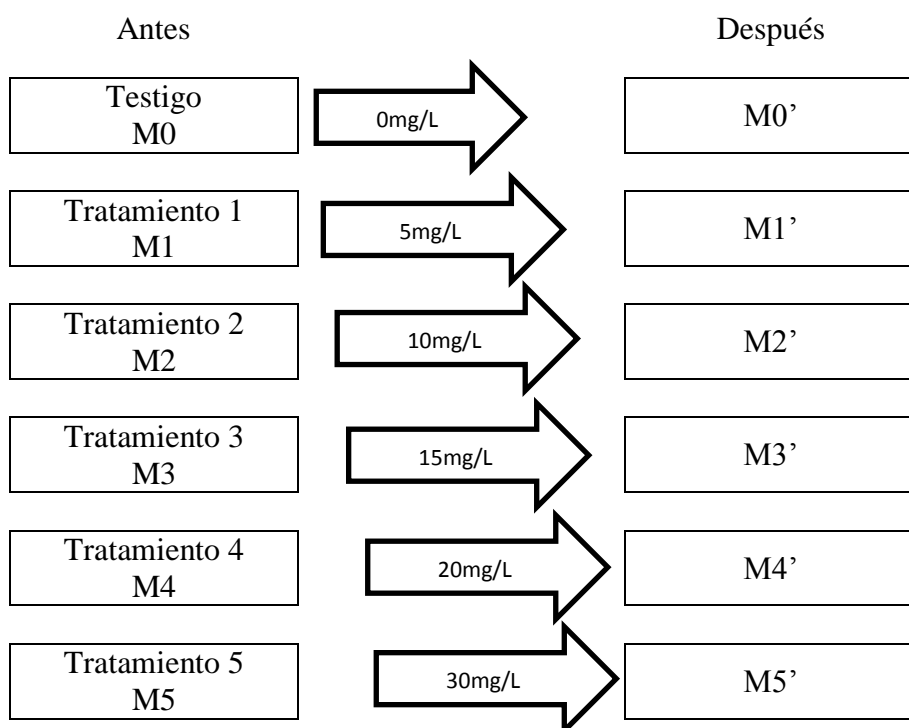 Antes
Después
Testigo
M0
0mg/L
M0’
Tratamiento 1
M1
5mg/L
M1’
Tratamiento 2
M2
10mg/L
M2’
Tratamiento 3
M3
15mg/L
M3’
Tratamiento 4
M4
20mg/L
M4’
Tratamiento 5
M5
30mg/L
M5’